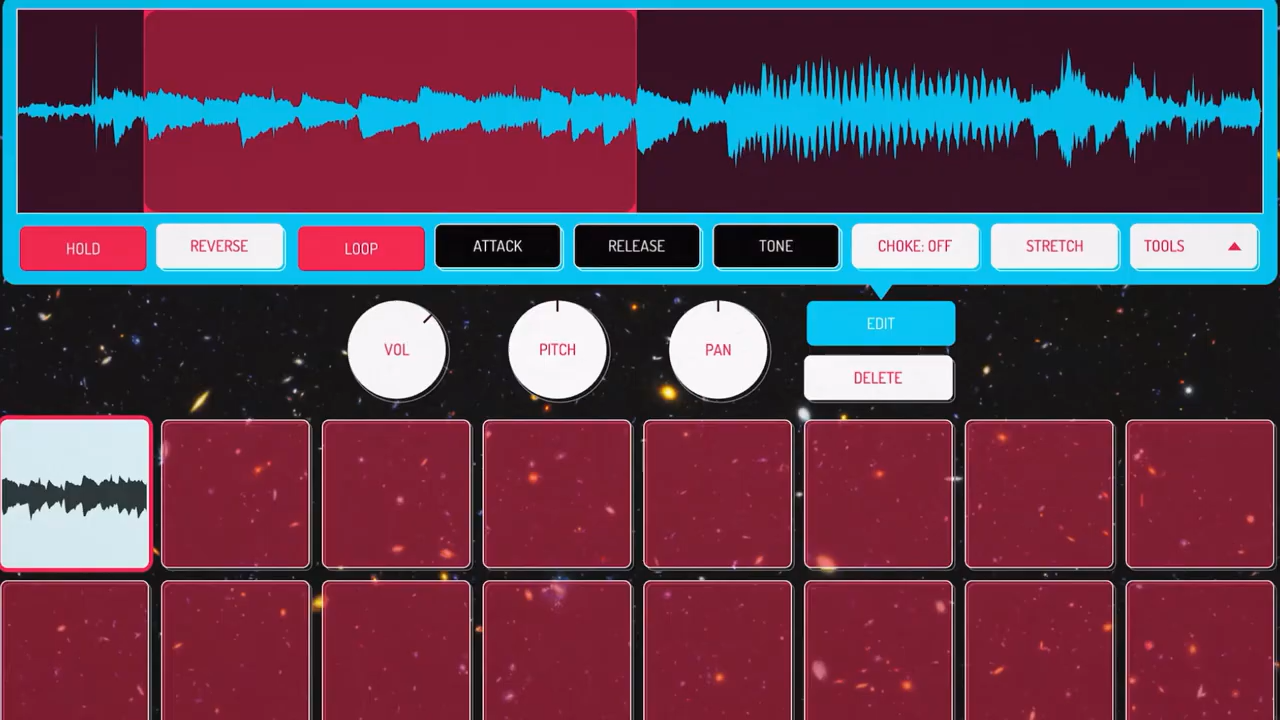 HOLD
REVERSE
LOOP
ATTACK
RELEASE
TONE
CHOKE: OFF
STRETCH
TOOLS
VOL
PITCH
PAN
EDIT
DELETE